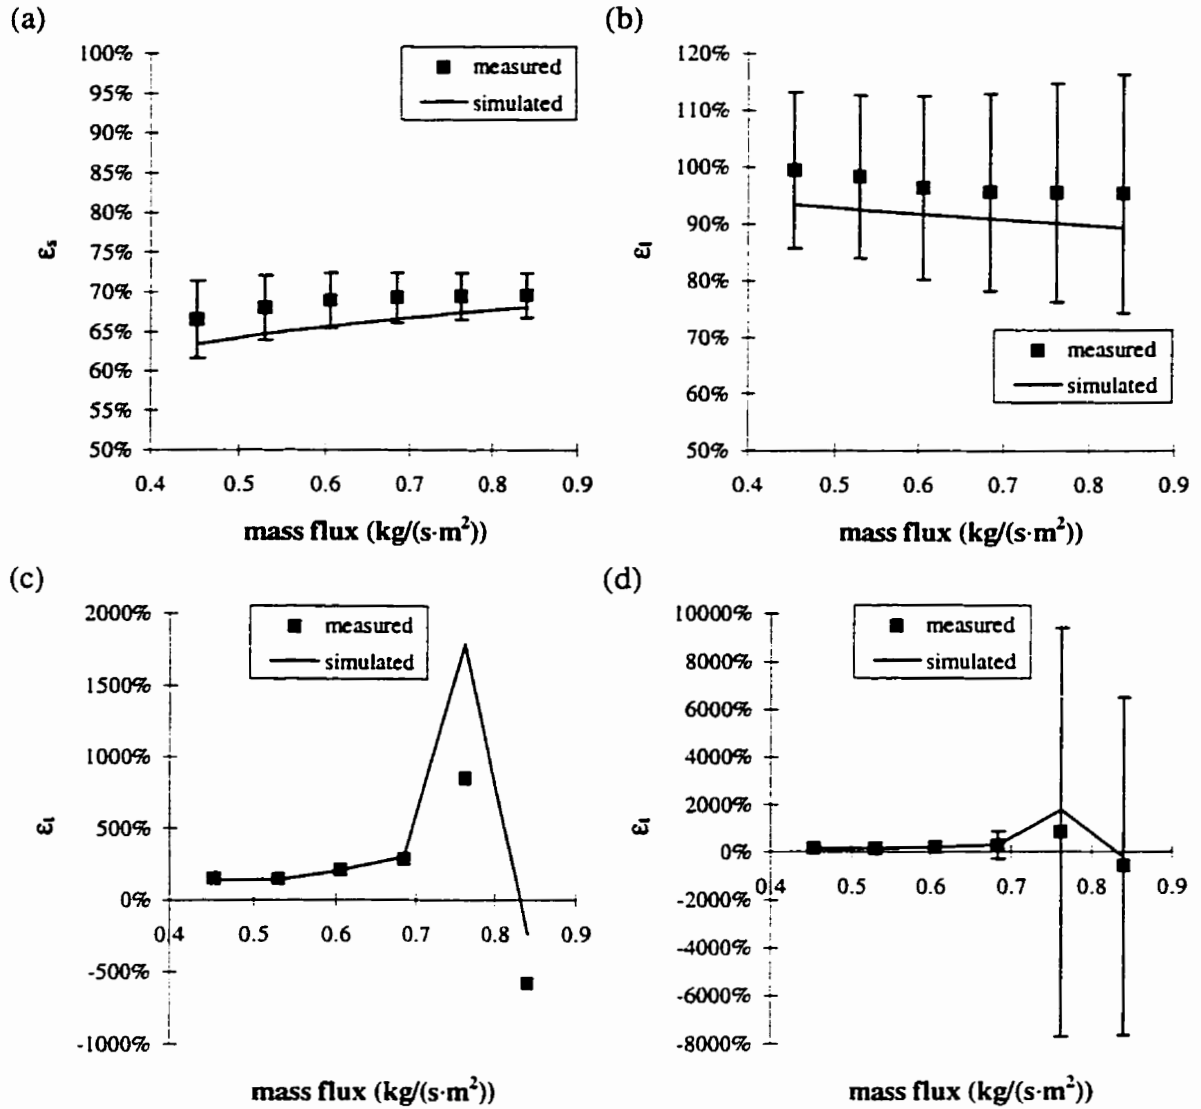 (a)
100%
95%
90%
85%
80%
75%
70%
65%
60%
55%
50%
εs
measured
simulated
0.4 0.5 0.6 0.7 0.8 0.9
mass flux (kg/(s·m²))
(b)
120%
110%
100%
90%
80%
70%
60%
50%
εl
measured
simulated
0.4 0.5 0.6 0.7 0.8 0.9
mass flux (kg/(s·m²))
(c)
2000%
1500%
1000%
500%
0%
-500%
-1000%
εt
measured
simulated
0.4 0.5 0.6 0.7 0.8 0.9
mass flux (kg/(s·m²))
(d)
10000%
8000%
6000%
4000%
2000%
0%
-2000%
-4000%
-6000%
-8000%
εt
measured
simulated
0.4 0.5 0.6 0.7 0.8 0.9
mass flux (kg/(s·m²))